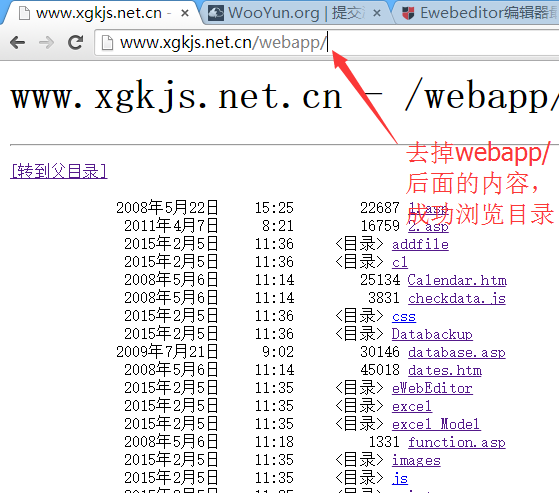 www.xgkjs.net.cn -
WooYun.org | 提交
Ewebeditor编辑器
www.xgkjs.net.cn/webapp/
www.xgkjs.net.cn - /webapp/
[转到父目录]
去掉webapp/
后面的内容，
成功浏览目录
2008年5月22日 15:25 22687 1.asp
2011年4月7日 8:21 16759 2.asp
2015年2月5日 11:36 <目录> addfile
2015年2月5日 11:36 <目录> cl
2008年5月6日 11:14 25134 Calendar.htm
2008年5月6日 11:14 3831 checkdata.js
2015年2月5日 11:36 <目录> css
2015年2月5日 11:36 <目录> Databackup
2009年7月21日 9:02 30146 database.asp
2008年5月6日 11:14 45018 dates.htm
2015年2月5日 11:35 <目录> eWebEditor
2015年2月5日 11:35 <目录> excel
2015年2月5日 11:35 <目录> excel Model
2008年5月6日 11:18 1331 function.asp
2015年2月5日 11:35 <目录> images
2015年2月5日 11:35 <目录> js